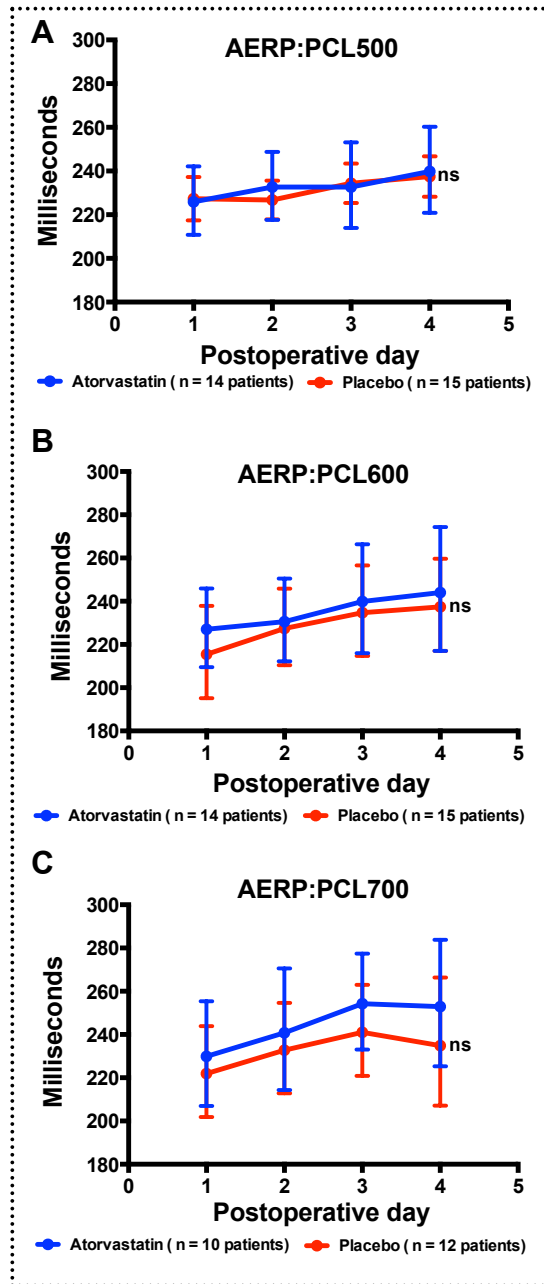 A
AERP:PCL500
300
280
260
240
220
200
180
Milliseconds
ns
0 1 2 3 4 5
Postoperative day
Atorvastatin ( n = 14 patients) Placebo ( n = 15 patients)
B
AERP:PCL600
300
280
260
240
220
200
180
Milliseconds
ns
0 1 2 3 4 5
Postoperative day
Atorvastatin ( n = 14 patients) Placebo ( n = 15 patients)
C
AERP:PCL700
300
280
260
240
220
200
180
Milliseconds
ns
0 1 2 3 4 5
Postoperative day
Atorvastatin ( n = 10 patients) Placebo ( n = 12 patients)